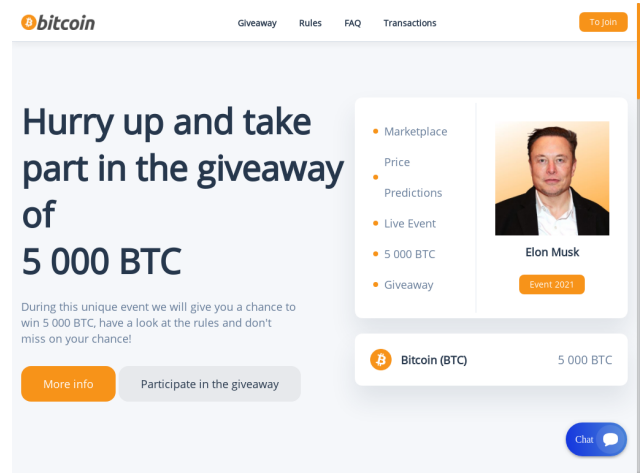 bitcoin
Giveaway
Rules
FAQ
Transactions
To Join
Hurry up and take
part in the giveaway
of
5 000 BTC
During this unique event we will give you a chance to
win 5 000 BTC, have a look at the rules and don't
miss on your chance!
More info
Participate in the giveaway
Marketplace
Price
Predictions
Live Event
5 000 BTC
Giveaway
Elon Musk
Event 2021
Bitcoin (BTC)
5 000 BTC
Chat